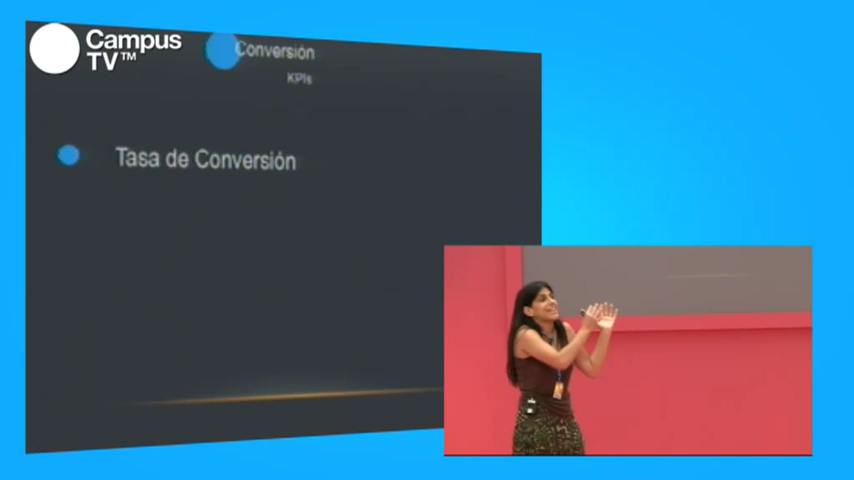 Campus
TV™
Conversión
KPIs
Tasa de Conversión